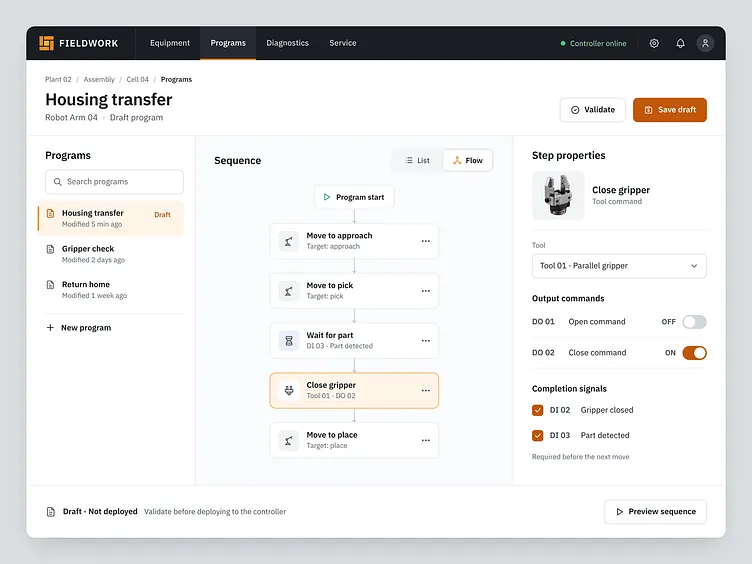 FIELDWORK
Equipment
Programs
Diagnostics
Service
Controller online
Plant 02 / Assembly / Cell 04 / Programs
Housing transfer
Robot Arm 04 · Draft program
Validate
Save draft
Programs
Search programs
Housing transfer
Draft
Modified 5 min ago
Gripper check
Modified 2 days ago
Return home
Modified 1 week ago
New program
Sequence
List
Flow
Program start
Move to approach
Target: approach
Move to pick
Target: pick
Wait for part
DI 03 · Part detected
Close gripper
Tool 01 · DO 02
Move to place
Target: place
Step properties
Close gripper
Tool command
Tool
Tool 01 · Parallel gripper
Output commands
DO 01 Open command OFF
DO 02 Close command ON
Completion signals
DI 02 Gripper closed
DI 03 Part detected
Required before the next move
Draft · Not deployed
Validate before deploying to the controller
Preview sequence